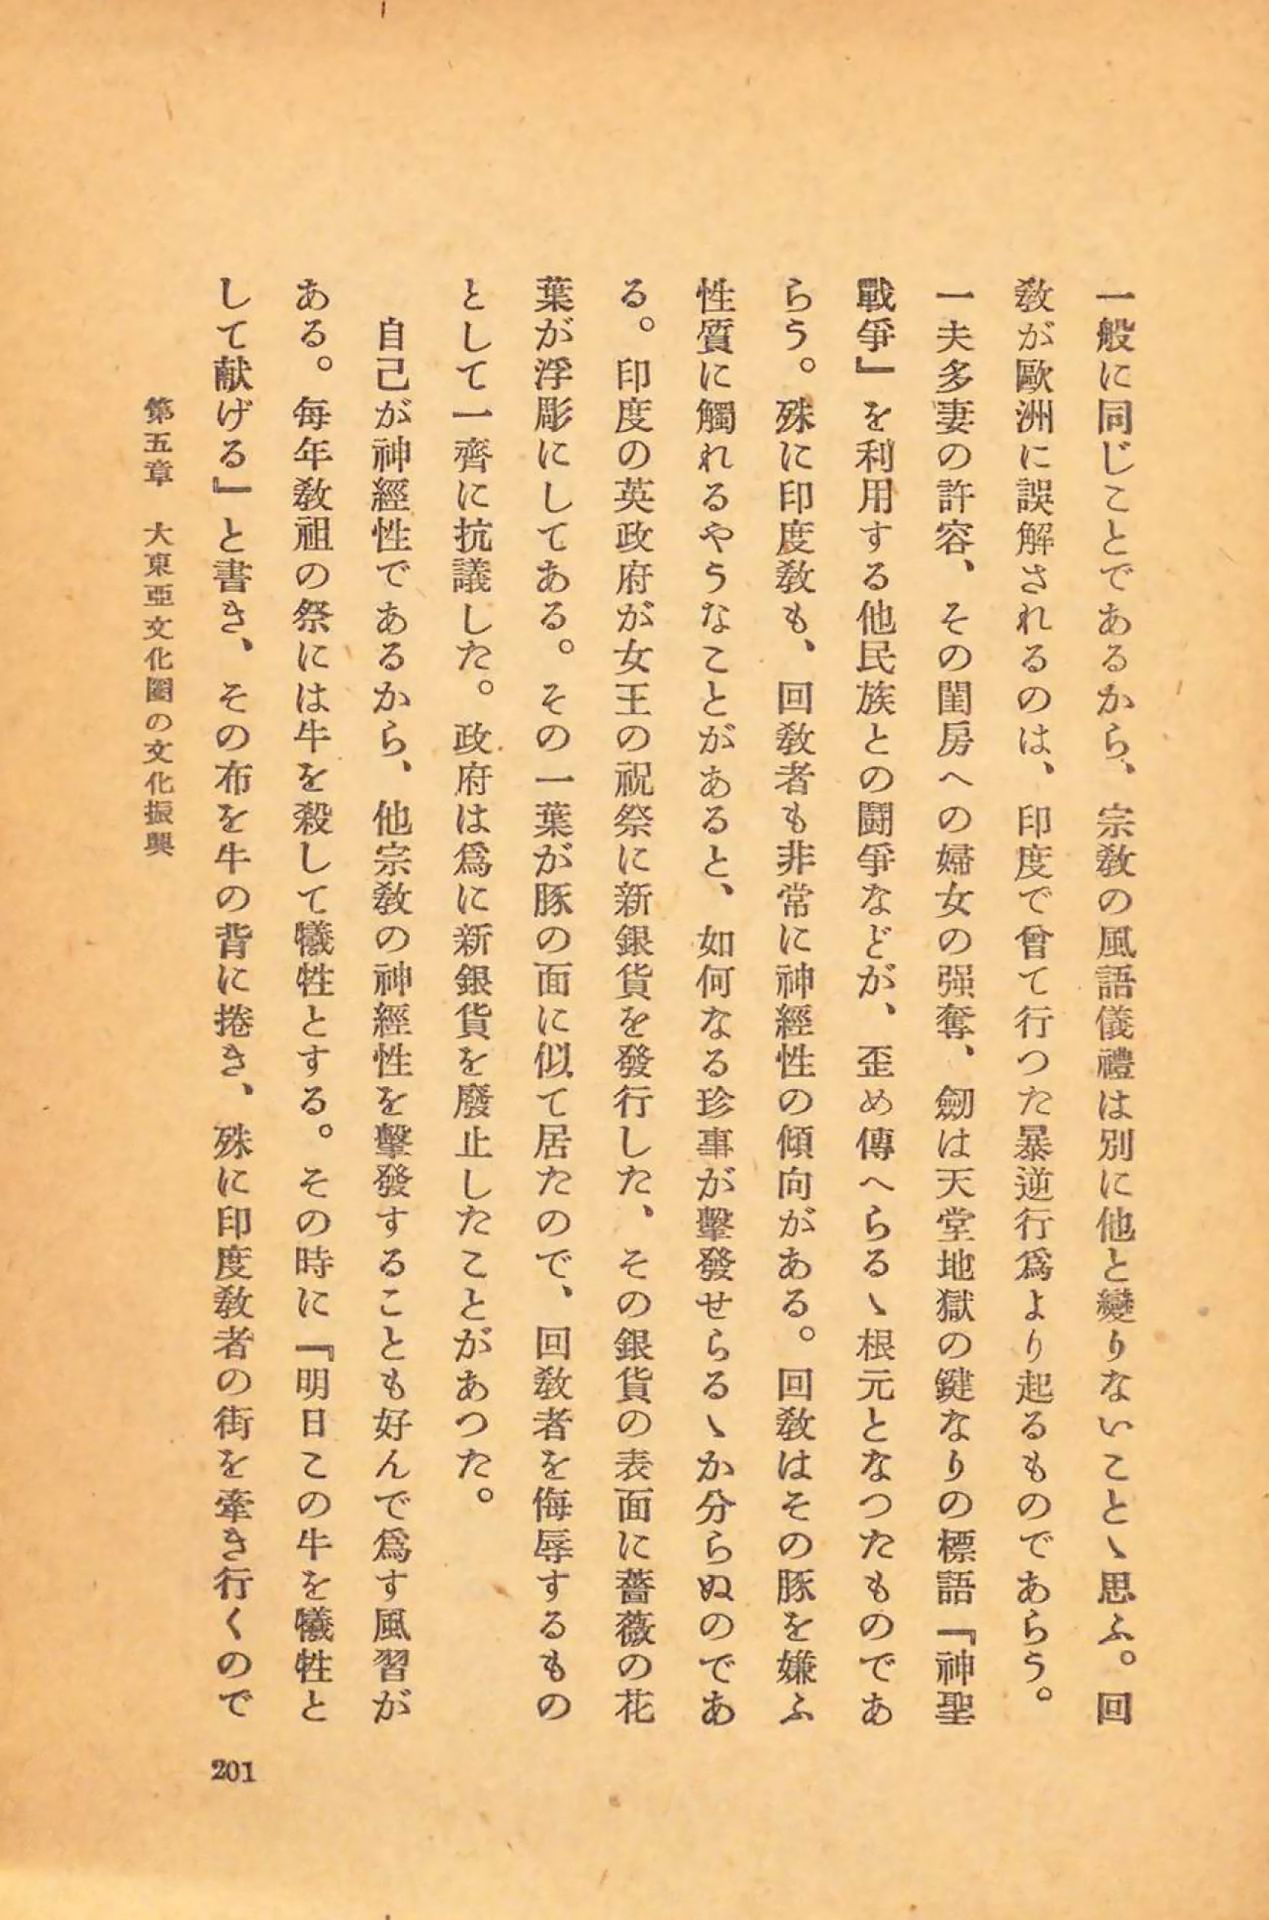 一般に同じことであるから、宗敎の風語儀禮は別に他と變りないことゝ思ふ。回
敎が歐洲に誤解されるのは、印度で曾て行つた暴逆行爲より起るものであらう。
一夫多妻の許容、その閨房への婦女の强奪、劒は天堂地獄の鍵なりの標語『神聖
戰爭』を利用する他民族との鬪爭などが、歪め傳へらるゝ根元となつたものであ
らう。殊に印度敎も、回敎者も非常に神經性の傾向がある。回敎はその豚を嫌ふ
性質に觸れるやうなことがあると、如何なる珍事が擊發せらるゝか分らぬのであ
る。印度の英政府が女王の祝祭に新銀貨を發行した、その銀貨の表面に薔薇の花
葉が浮彫にしてある。その一葉が豚の面に似て居たので、回敎者を侮辱するもの
として一齊に抗議した。政府は爲に新銀貨を廢止したことがあつた。
自己が神經性であるから、他宗敎の神經性を擊發することも好んで爲す風習が
ある。每年敎祖の祭には牛を殺して犧牲とする。その時に『明日この牛を犧牲と
して献げる』と書き、その布を牛の背に捲き、殊に印度敎者の街を牽き行くので
第五章 大東亞文化圈の文化振興
201